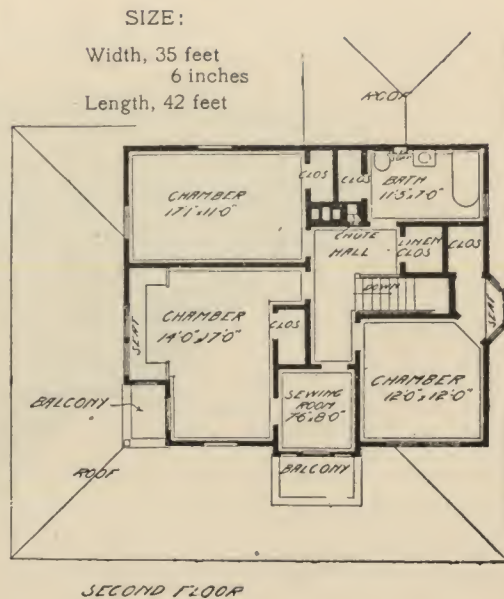 SIZE:
Width, 35 feet
6 inches
Length, 42 feet
ROOF
CHAMBER
17'1"x11'0"
CLOS
CLOS
BATH
11'5"x7'0"
CHUTE
HALL
LINEN
CLOS
CLOS
DOWN
SEAT
CHAMBER
14'0"x17'0"
CLOS
SEAT
CHAMBER
12'0"x12'0"
SEWING
ROOM
7'6"x8'0"
BALCONY
ROOF
BALCONY
SECOND FLOOR